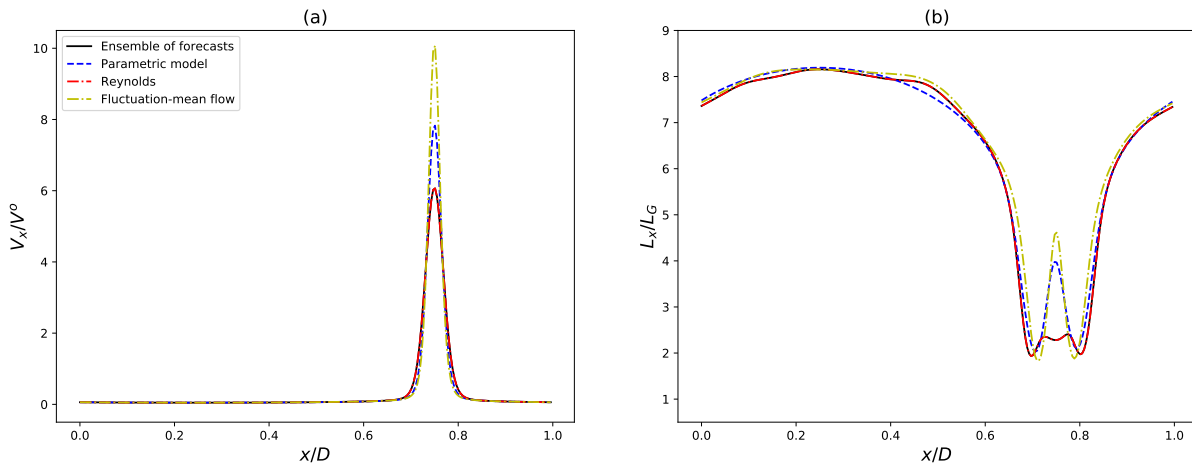 (a)
Ensemble of forecasts
Parametric model
Reynolds
Fluctuation-mean flow
10
8
6
4
2
0
V_x/V^o
0.0 0.2 0.4 0.6 0.8 1.0
x/D
(b)
9
8
7
6
5
4
3
2
1
L_x/L_G
0.0 0.2 0.4 0.6 0.8 1.0
x/D